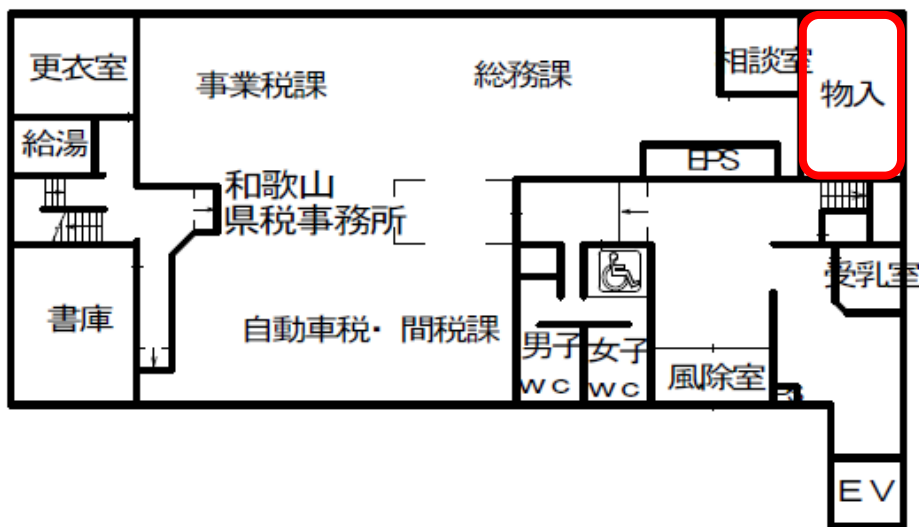 更衣室
事業税課
総務課
相談室
物入
給湯
EPS
和歌山
県税事務所
受乳室
書庫
自動車税・間税課
男子
ｗｃ
女子
ｗｃ
風除室
ＥＶ